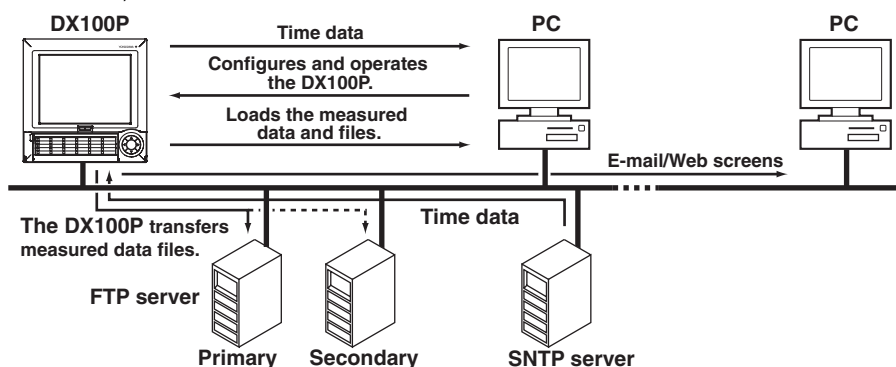 DX100P
PC
PC
Time data
Configures and operates
the DX100P.
Loads the measured
data and files.
E-mail/Web screens
The DX100P transfers
measured data files.
Time data
FTP server
Primary
Secondary
SNTP server